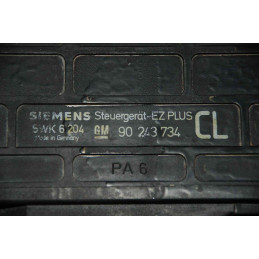 SIEMENS Steuergerät-EZ PLUS CL
5WK 6 204 GM 90 243 734
Made in Germany
PA 6